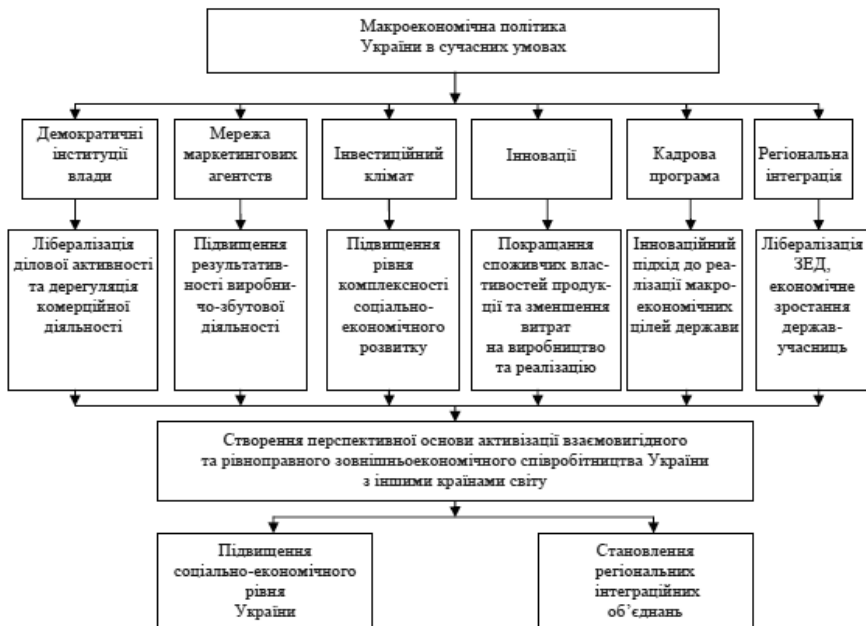 Макроекономічна політика
України в сучасних умовах
Демократичні
інституції
влади
Мережа
маркетингових
агентств
Інвестиційний
клімат
Інновації
Кадрова
програма
Регіональна
інтеграція
Лібералізація
ділової активності
та дерегуляція
комерційної
діяльності
Підвищення
результатив-
ності виробни-
чо-збутової
діяльності
Підвищення
рівня
комплексності
соціально-
економічного
розвитку
Покращання
споживчих влас-
тивостей продук-
ції та зменшення
витрат
на виробництво
та реалізацію
Інноваційний
підхід до реа-
лізації макро-
економічних
цілей держави
Лібералізація
ЗЕД,
економічне
зростання
держав-
учасниць
Створення перспективної основи активізації взаємовигідного
та рівноправного зовнішньоекономічного співробітництва України
з іншими країнами світу
Підвищення
соціально-економічного
рівня
України
Становлення
регіональних
інтеграційних
об’єднань